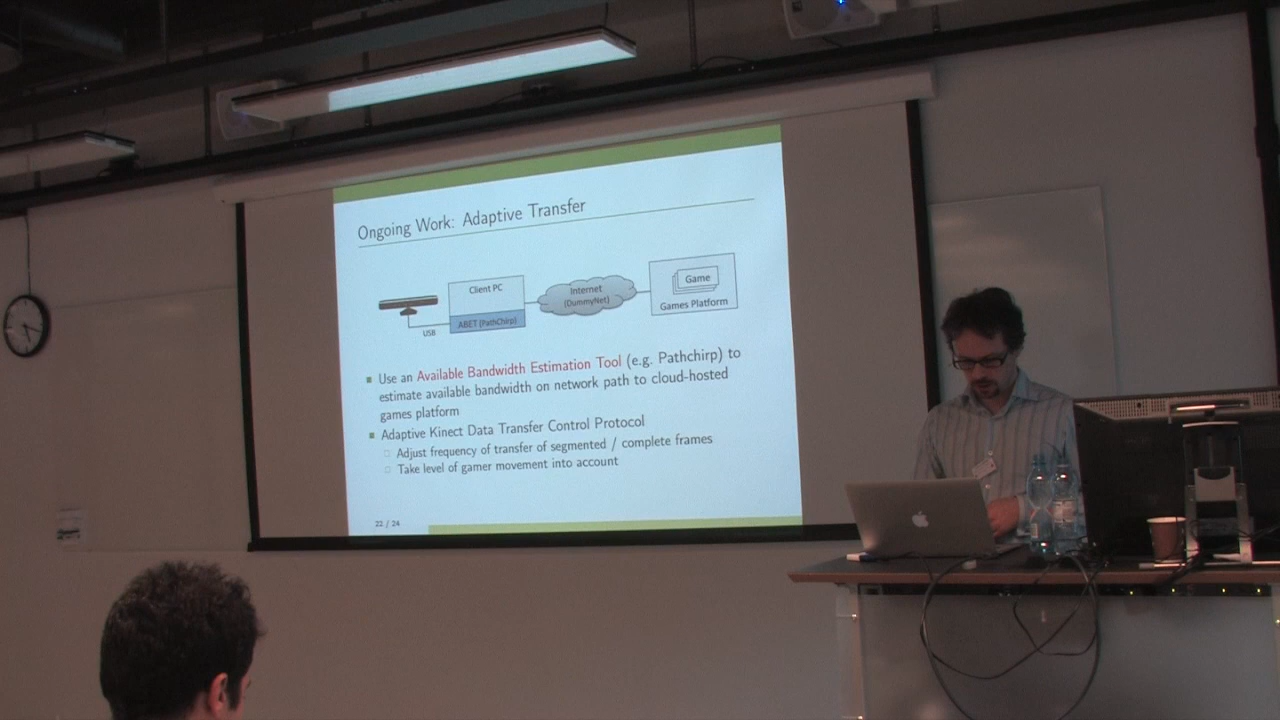 Ongoing Work: Adaptive Transfer
Client PC
ABET (PathChirp)
USB
Internet
(DummyNet)
Game
Games Platform
Use an Available Bandwidth Estimation Tool (e.g. Pathchirp) to
estimate available bandwidth on network path to cloud-hosted
games platform
Adaptive Kinect Data Transfer Control Protocol
Adjust frequency of transfer of segmented / complete frames
Take level of gamer movement into account
22 / 24